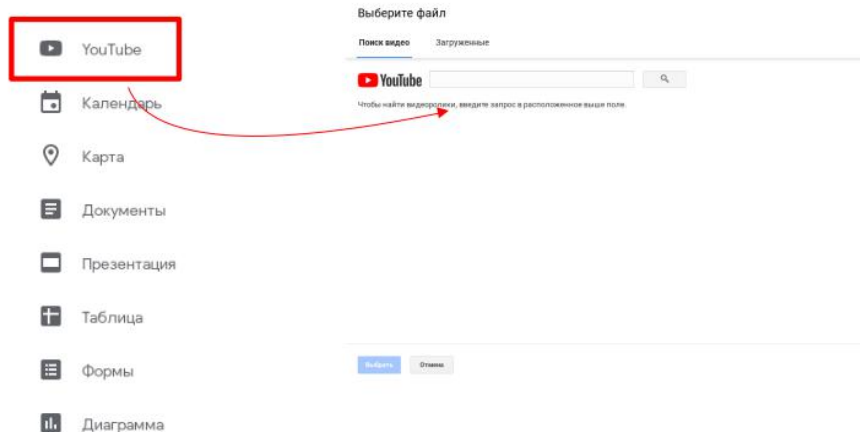 YouTube
Календарь
Карта
Документы
Презентация
Таблица
Формы
Диаграмма
Выберите файл
Поиск видео Загруженные
YouTube
Чтобы найти видеоролики, введите запрос в расположенное выше поле.
Выбрать Отмена